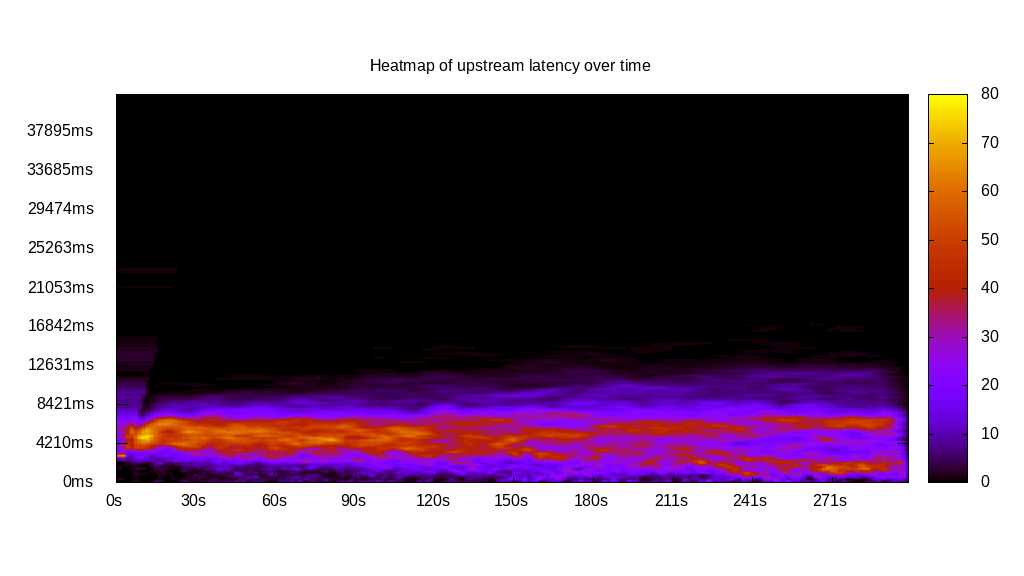 Heatmap of upstream latency over time
37895ms
33685ms
29474ms
25263ms
21053ms
16842ms
12631ms
8421ms
4210ms
0ms
0s 30s 60s 90s 120s 150s 180s 211s 241s 271s
80
70
60
50
40
30
20
10
0